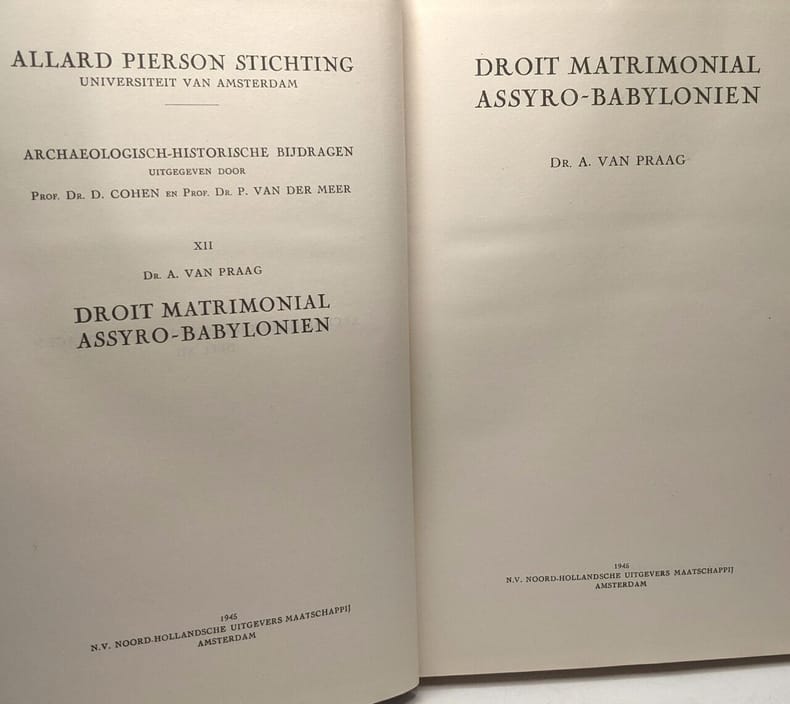 ALLARD PIERSON STICHTING
UNIVERSITEIT VAN AMSTERDAM
ARCHAEOLOGISCH-HISTORISCHE BIJDRAGEN
UITGEGEVEN DOOR
PROF. DR. D. COHEN EN PROF. DR. P. VAN DER MEER
XII
DR. A. VAN PRAAG
DROIT MATRIMONIAL
ASSYRO-BABYLONIEN
1945
N.V. NOORD-HOLLANDSCHE UITGEVERS MAATSCHAPPIJ
AMSTERDAM
DROIT MATRIMONIAL
ASSYRO-BABYLONIEN
DR. A. VAN PRAAG
1945
N.V. NOORD-HOLLANDSCHE UITGEVERS MAATSCHAPPIJ
AMSTERDAM